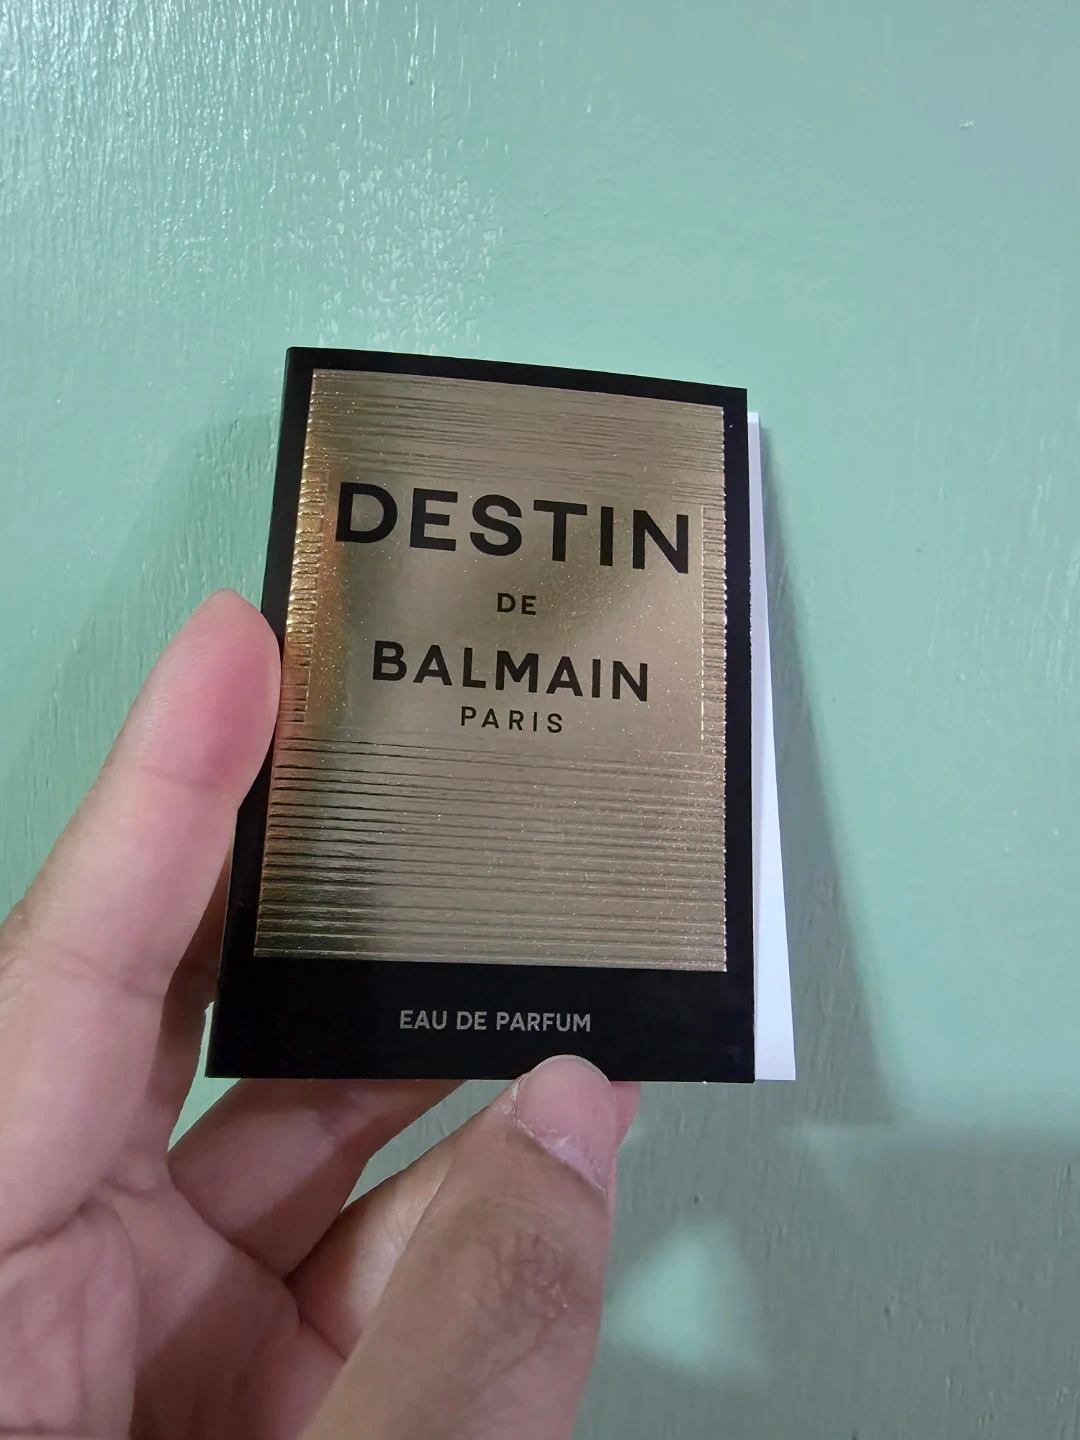 DESTIN
DE
BALMAIN
PARIS
EAU DE PARFUM